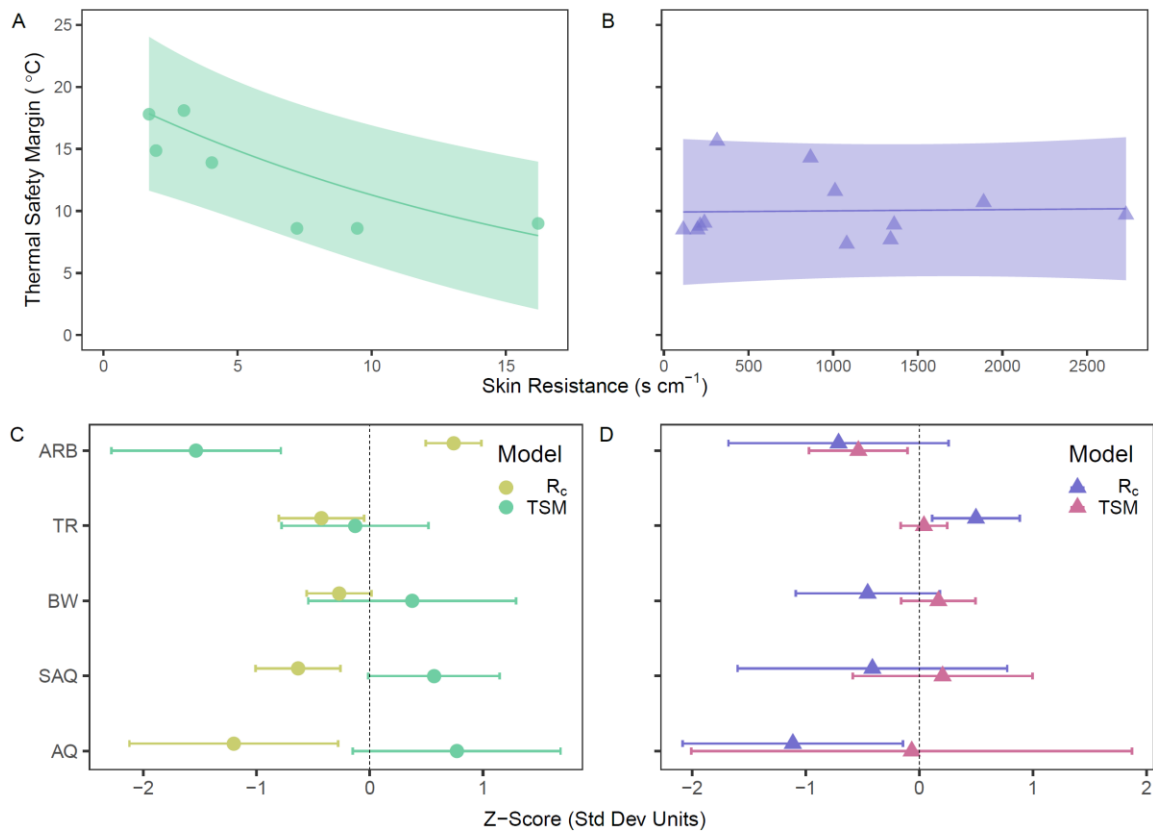 A
B
Thermal Safety Margin ( °C)
25
20
15
10
5
0
0 5 10 15
0 500 1000 1500 2000 2500
Skin Resistance (s cm⁻¹)
C
D
ARB
TR
BW
SAQ
AQ
Model
Rc
TSM
Model
Rc
TSM
−2 −1 0 1
−2 −1 0 1 2
Z−Score (Std Dev Units)